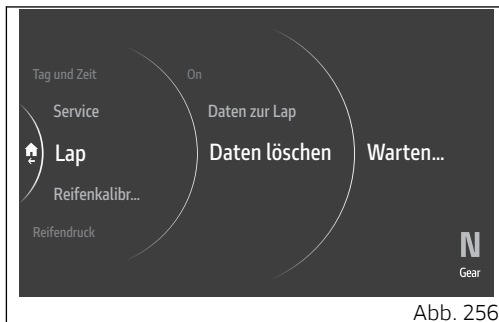 Tag und Zeit
On
Service
Daten zur Lap
Lap
Daten löschen
Warten...
Reifenkalibr...
Reifendruck
N
Gear
Abb. 256